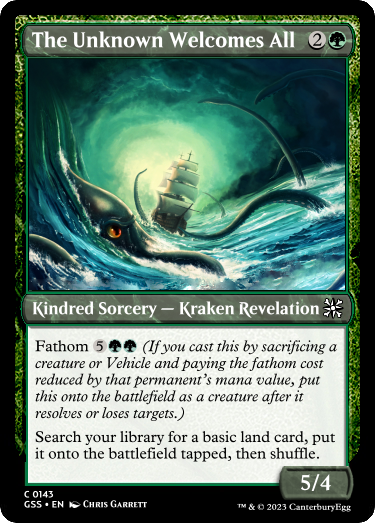 The Unknown Welcomes All 2
Kindred Sorcery — Kraken Revelation
Fathom 5 (If you cast this by sacrificing a
creature or Vehicle and paying the fathom cost
reduced by that permanent's mana value, put
this onto the battlefield as a creature after it
resolves or loses targets.)
Search your library for a basic land card, put
it onto the battlefield tapped, then shuffle.
5/4
C 0143
GSS • EN Chris Garrett
™ & © 2023 CanterburyEgg